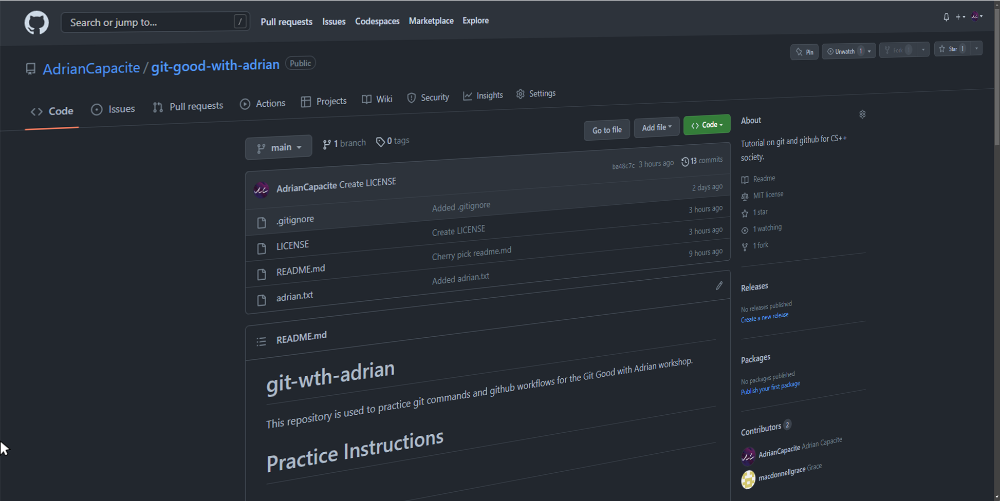 Search or jump to... /
Pull requests Issues Codespaces Marketplace Explore
AdrianCapacite / git-good-with-adrian Public
Pin Unwatch 1 Fork 1 Star 1
Code Issues Pull requests Actions Projects Wiki Security Insights Settings
main 1 branch 0 tags Go to file Add file Code
AdrianCapacite Create LICENSE ba48c7c 3 hours ago 13 commits
.gitignore Added .gitignore 2 days ago
LICENSE Create LICENSE 3 hours ago
README.md Cherry pick readme.md 3 hours ago
adrian.txt Added adrian.txt 9 hours ago
README.md
git-wth-adrian
This repository is used to practice git commands and github workflows for the Git Good with Adrian workshop.
Practice Instructions
About
Tutorial on git and github for CS++
society.
Readme
MIT license
1 star
1 watching
1 fork
Releases
No releases published
Create a new release
Packages
No packages published
Publish your first package
Contributors 2
AdrianCapacite Adrian Capacite
macdonnellgrace Grace